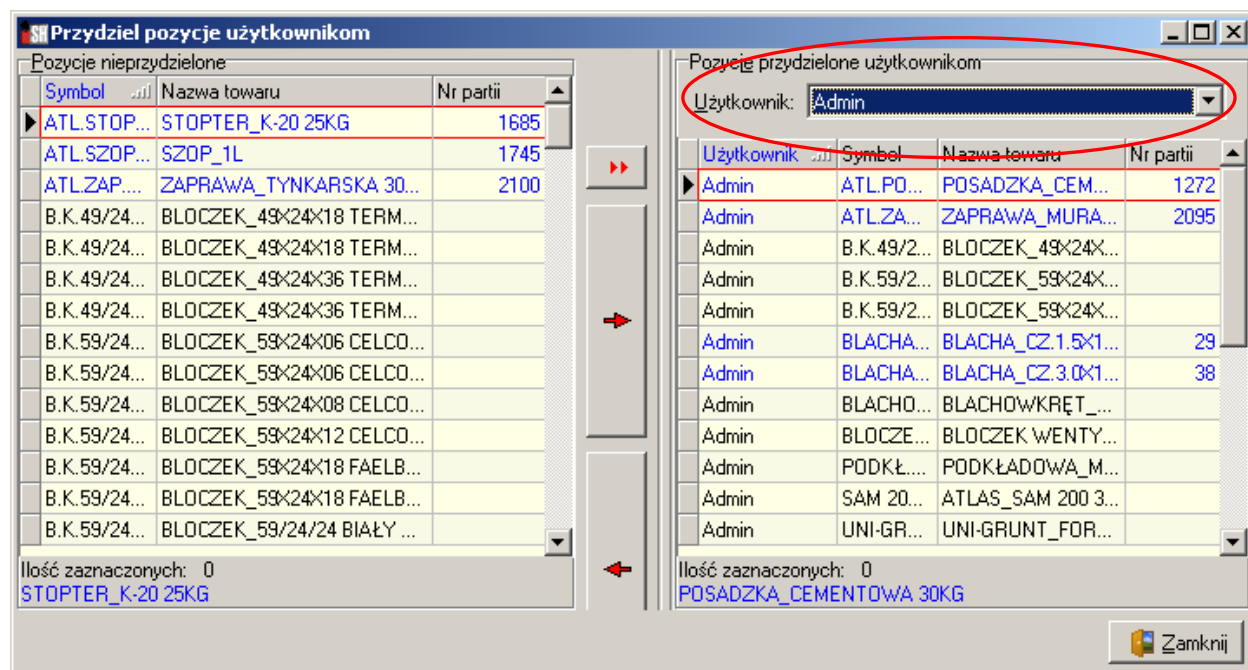 SH Przydziel pozycje użytkownikom
Pozycje nieprzydzielone
Symbol Nazwa towaru Nr partii
ATL.STOP... STOPTER_K-20 25KG 1685
ATL.SZOP... SZOP_1L 1745
ATL.ZAP.... ZAPRAWA_TYNKARSKA 30... 2100
B.K.49/24... BLOCZEK_49X24X18 TERM...
B.K.49/24... BLOCZEK_49X24X18 TERM...
B.K.49/24... BLOCZEK_49X24X36 TERM...
B.K.49/24... BLOCZEK_49X24X36 TERM...
B.K.59/24... BLOCZEK_59X24X06 CELCO...
B.K.59/24... BLOCZEK_59X24X06 CELCO...
B.K.59/24... BLOCZEK_59X24X08 CELCO...
B.K.59/24... BLOCZEK_59X24X12 CELCO...
B.K.59/24... BLOCZEK_59X24X18 FAELB...
B.K.59/24... BLOCZEK_59X24X18 FAELB...
B.K.59/24... BLOCZEK_59/24/24 BIAŁY ...
Ilość zaznaczonych: 0
STOPTER_K-20 25KG
Pozycje przydzielone użytkownikom
Użytkownik: Admin
Użytkownik Symbol Nazwa towaru Nr partii
Admin ATL.PO... POSADZKA_CEM... 1272
Admin ATL.ZA... ZAPRAWA_MURA... 2095
Admin B.K.49/2... BLOCZEK_49X24X...
Admin B.K.59/2... BLOCZEK_59X24X...
Admin B.K.59/2... BLOCZEK_59X24X...
Admin BLACHA... BLACHA_CZ.1.5X1... 29
Admin BLACHA... BLACHA_CZ.3.0X1... 38
Admin BLACHO... BLACHOWKRĘT_...
Admin BLOCZE... BLOCZEK WENTY...
Admin PODKŁ.... PODKŁADOWA_M...
Admin SAM 20... ATLAS_SAM 200 3...
Admin UNI-GR... UNI-GRUNT_FOR...
Ilość zaznaczonych: 0
POSADZKA_CEMENTOWA 30KG
Zamknij